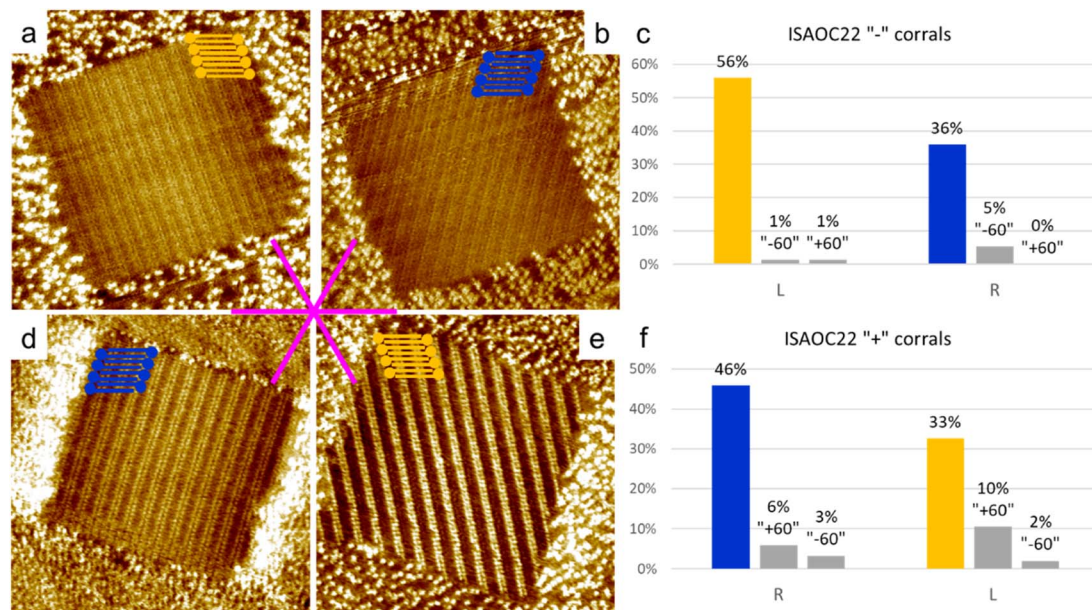 a
b
c
ISAOC22 "-" corrals
60%
50%
40%
30%
20%
10%
0%
56%
1%
"-60"
1%
"+60"
36%
5%
"-60"
0%
"+60"
L
R
d
e
f
ISAOC22 "+" corrals
50%
40%
30%
20%
10%
0%
46%
6%
"+60"
3%
"-60"
33%
10%
"+60"
2%
"-60"
R
L